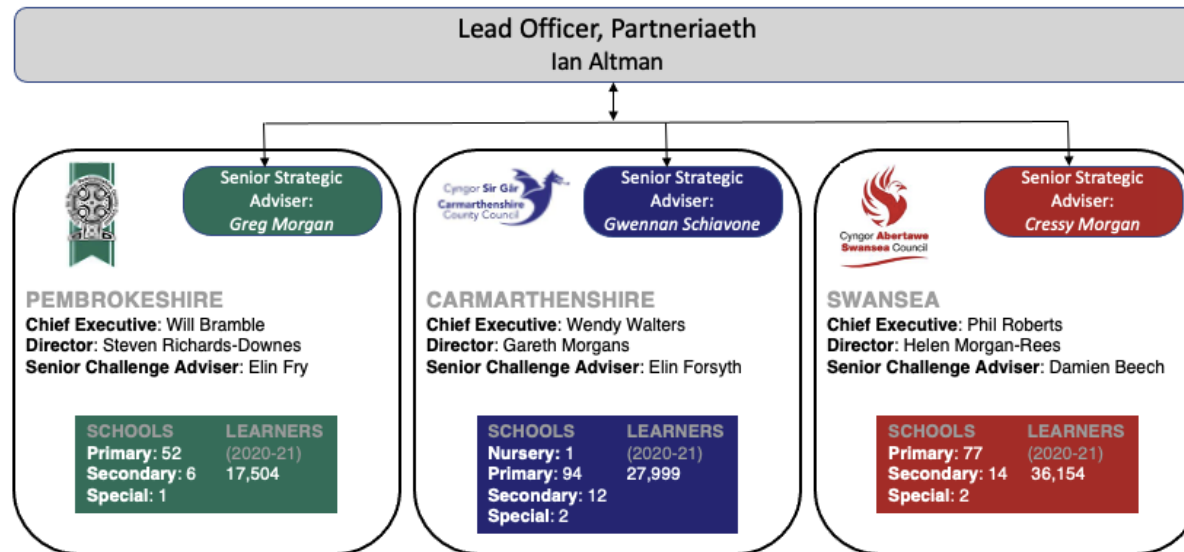 Lead Officer, Partneriaeth
Ian Altman
Senior Strategic
Adviser:
Greg Morgan
PEMBROKESHIRE
Chief Executive: Will Bramble
Director: Steven Richards-Downes
Senior Challenge Adviser: Elin Fry
SCHOOLS LEARNERS
Primary: 52 (2020-21)
Secondary: 6 17,504
Special: 1
Cyngor Sir Gâr
Carmarthenshire
County Council
Senior Strategic
Adviser:
Gwennan Schiavone
CARMARTHENSHIRE
Chief Executive: Wendy Walters
Director: Gareth Morgans
Senior Challenge Adviser: Elin Forsyth
SCHOOLS LEARNERS
Nursery: 1 (2020-21)
Primary: 94 27,999
Secondary: 12
Special: 2
Cyngor Abertawe
Swansea Council
Senior Strategic
Adviser:
Cressy Morgan
SWANSEA
Chief Executive: Phil Roberts
Director: Helen Morgan-Rees
Senior Challenge Adviser: Damien Beech
SCHOOLS LEARNERS
Primary: 77 (2020-21)
Secondary: 14 36,154
Special: 2